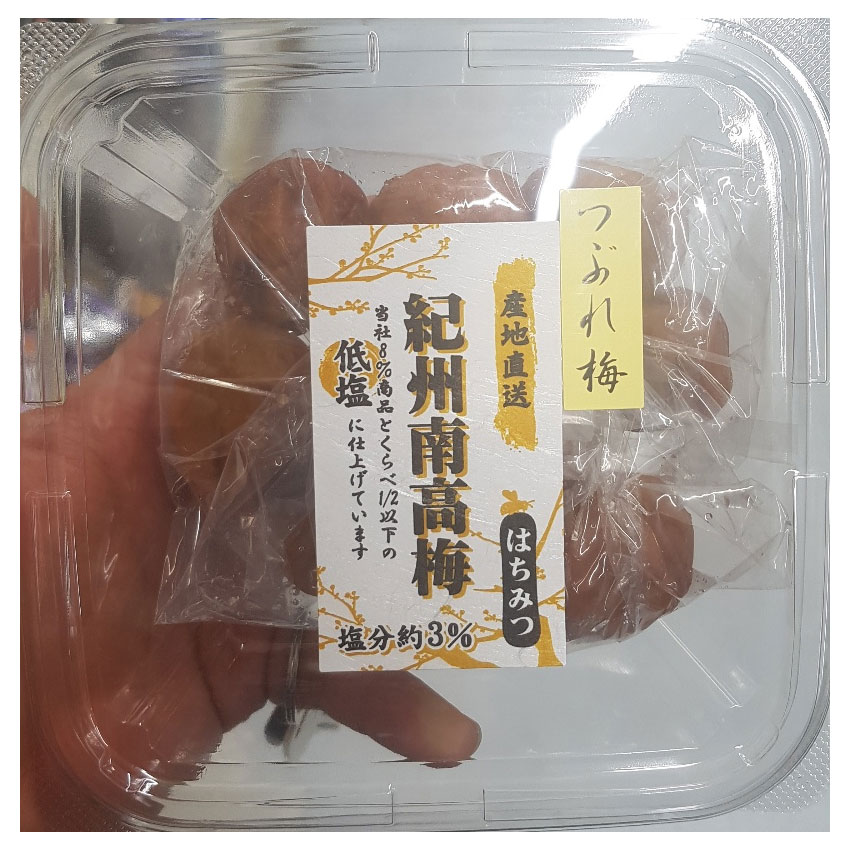 つぶれ梅
産地直送
はちみつ
紀州南高梅
当社8%商品とくらべ1/2以下の
低塩に仕上げています
塩分約3%